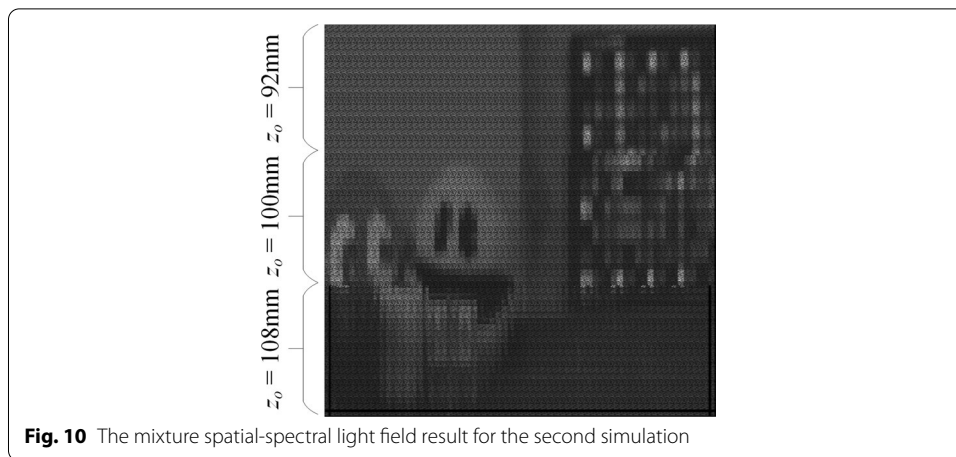 z_o = 92mm
z_o = 100mm
z_o = 108mm
Fig. 10 The mixture spatial-spectral light field result for the second simulation